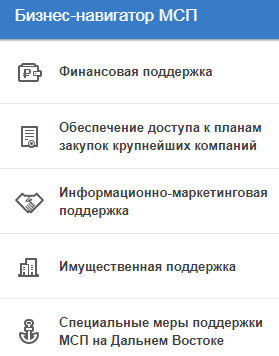 Бизнес-навигатор МСП
Финансовая поддержка
Обеспечение доступа к планам
закупок крупнейших компаний
Информационно-маркетинговая
поддержка
Имущественная поддержка
Специальные меры поддержки
МСП на Дальнем Востоке